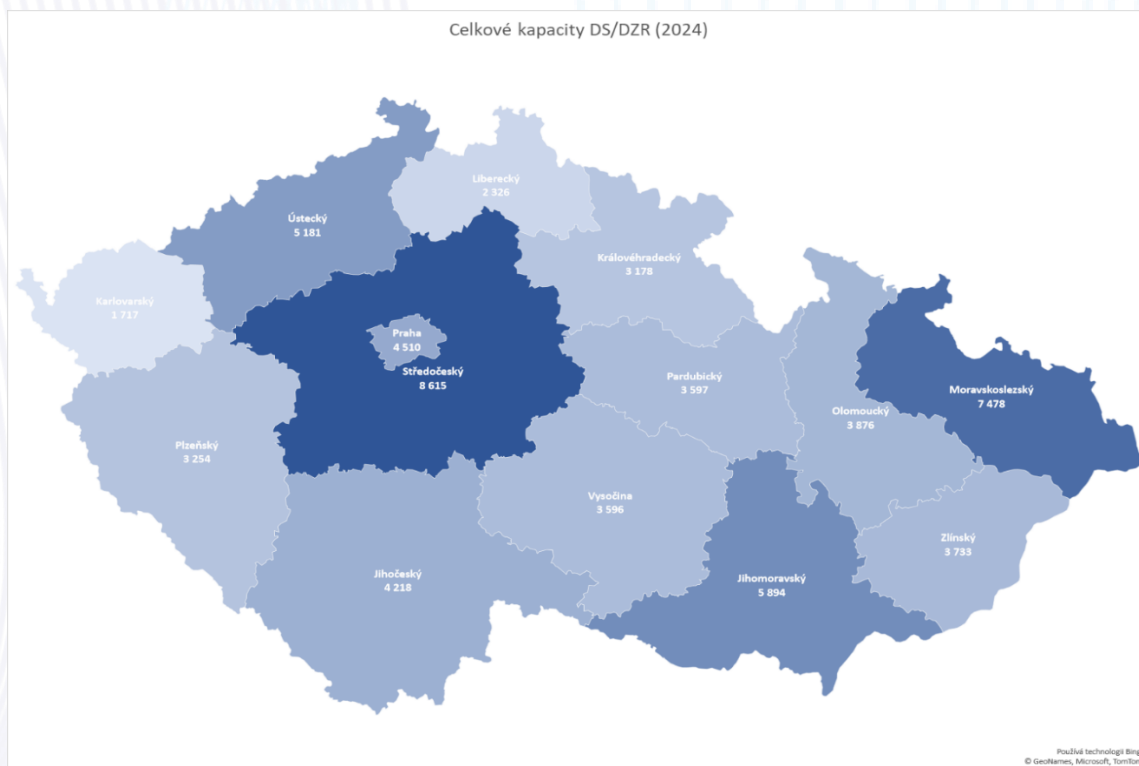 Celkové kapacity DS/DZR (2024)
Liberecký
2 326
Ústecký
5 181
Královéhradecký
3 178
Karlovarský
1 717
Praha
4 510
Středočeský
8 615
Pardubický
3 597
Moravskoslezský
7 478
Olomoucký
3 876
Plzeňský
3 254
Vysočina
3 596
Zlínský
3 733
Jihočeský
4 218
Jihomoravský
5 894
Používá technologii Bing
© GeoNames, Microsoft, TomTom